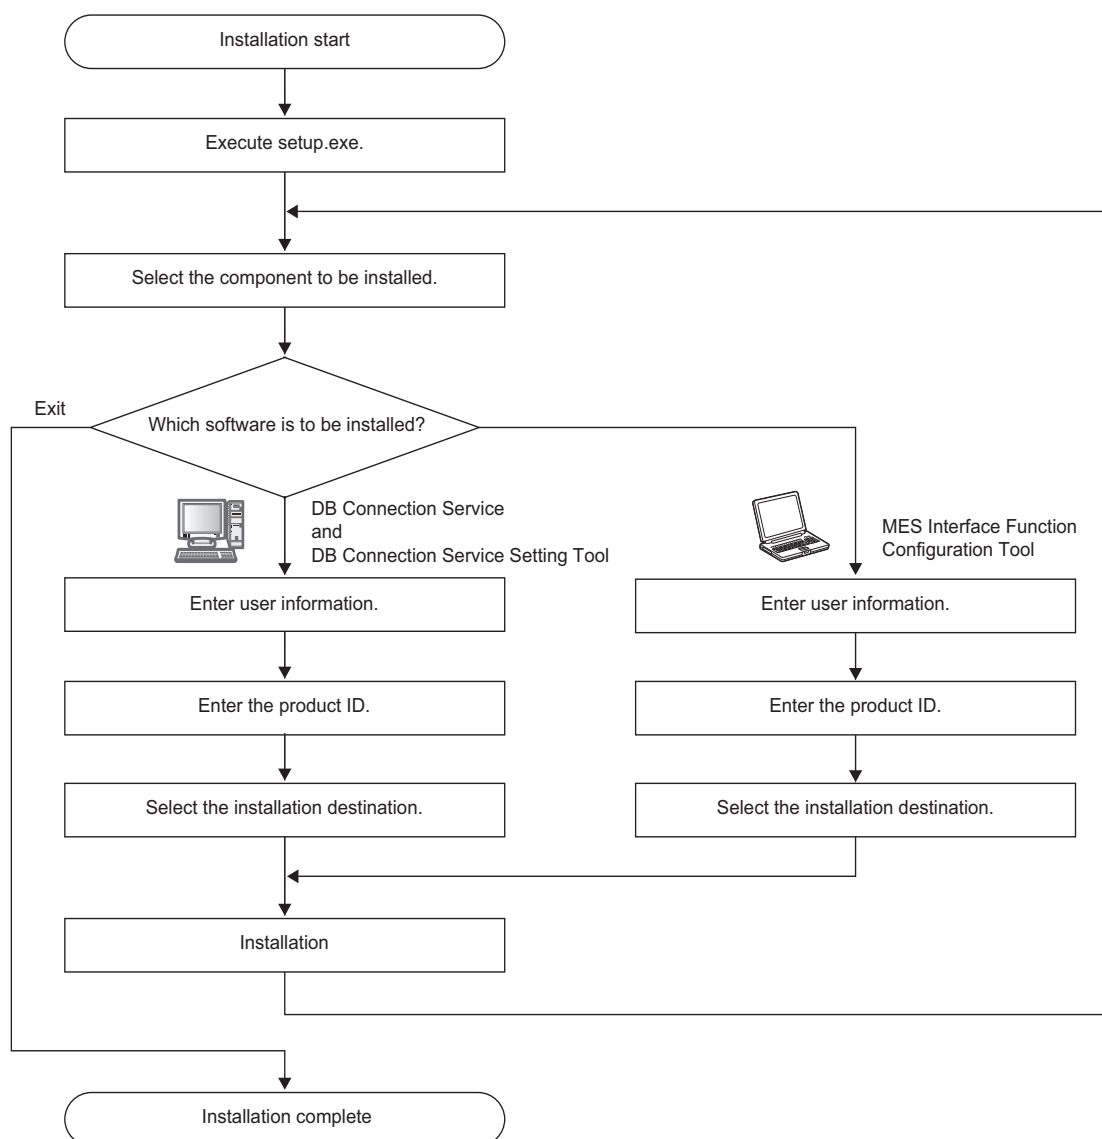 Installation start
Execute setup.exe.
Select the component to be installed.
Exit
Which software is to be installed?
DB Connection Service
and
DB Connection Service Setting Tool
MES Interface Function
Configuration Tool
Enter user information.
Enter user information.
Enter the product ID.
Enter the product ID.
Select the installation destination.
Select the installation destination.
Installation
Installation complete